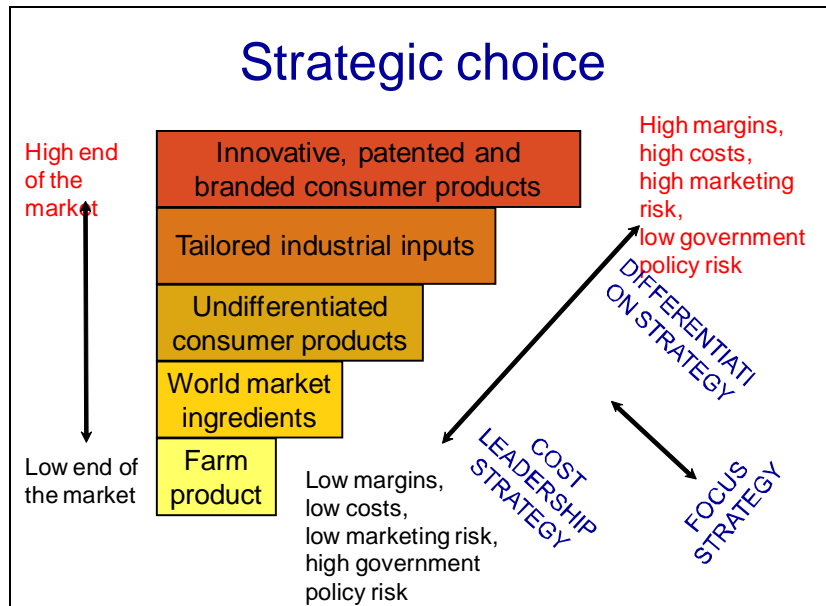 Strategic choice
High end
of the
market
Innovative, patented and
branded consumer products
High margins,
high costs,
high marketing
risk,
low government
policy risk
Tailored industrial inputs
Undifferentiated
consumer products
DIFFERENTIATI
ON STRATEGY
World market
ingredients
Low end of
the market
Farm
product
Low margins,
low costs,
low marketing risk,
high government
policy risk
COST
LEADERSHIP
STRATEGY
FOCUS
STRATEGY